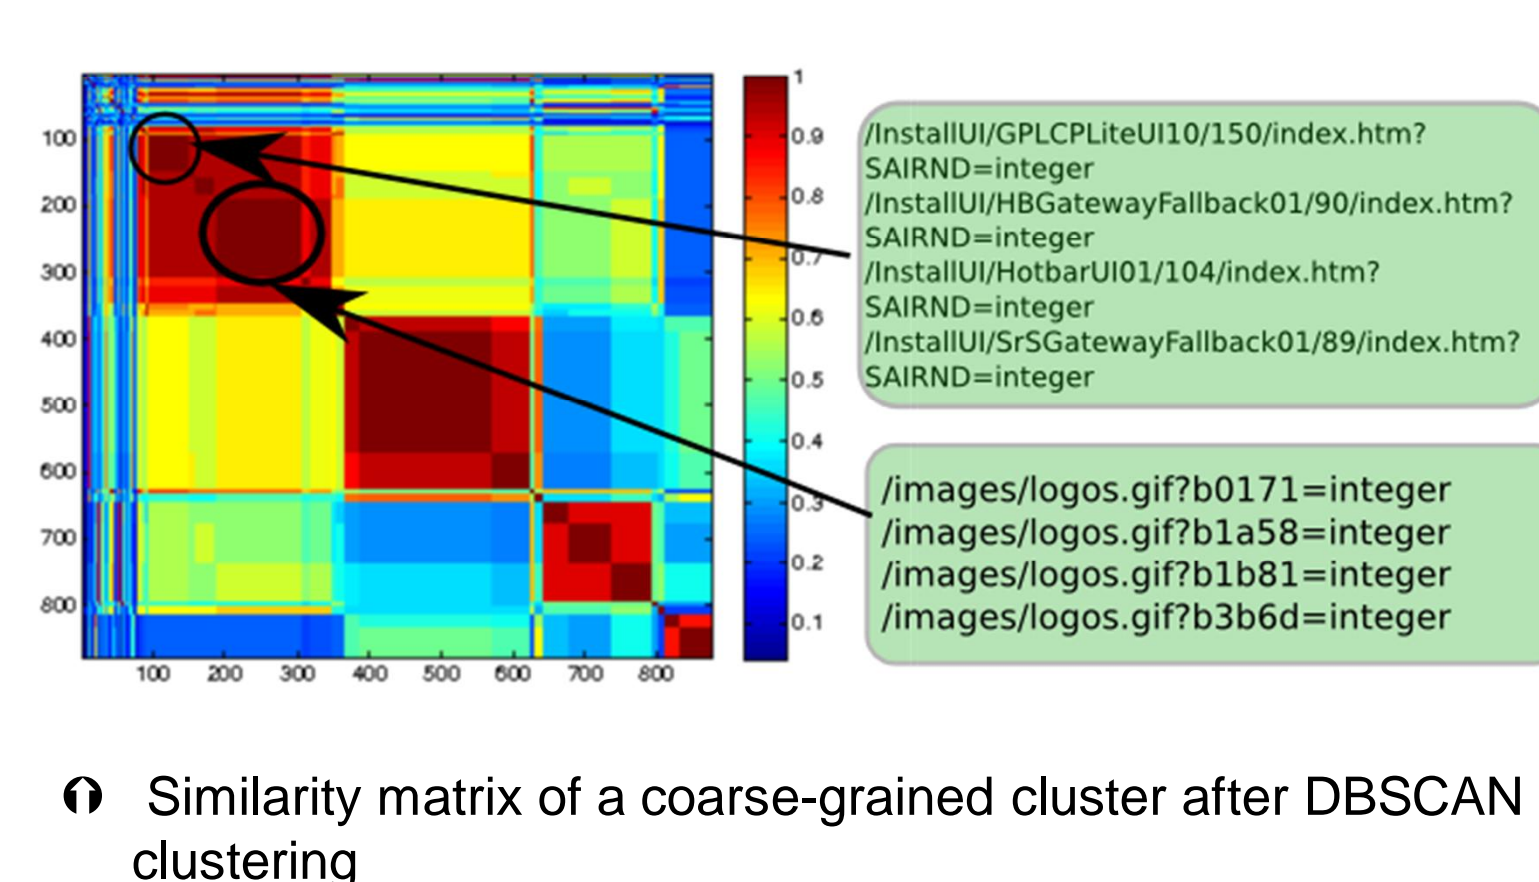 100
200
300
400
500
600
700
800
100 200 300 400 500 600 700 800
1
0.9
0.8
0.7
0.6
0.5
0.4
0.3
0.2
0.1
/InstallUI/GPLCPLiteUI10/150/index.htm?
SAIRND=integer
/InstallUI/HBGatewayFallback01/90/index.htm?
SAIRND=integer
/InstallUI/HotbarUI01/104/index.htm?
SAIRND=integer
/InstallUI/SrSGatewayFallback01/89/index.htm?
SAIRND=integer
/images/logos.gif?b0171=integer
/images/logos.gif?b1a58=integer
/images/logos.gif?b1b81=integer
/images/logos.gif?b3b6d=integer
Similarity matrix of a coarse-grained cluster after DBSCAN
clustering